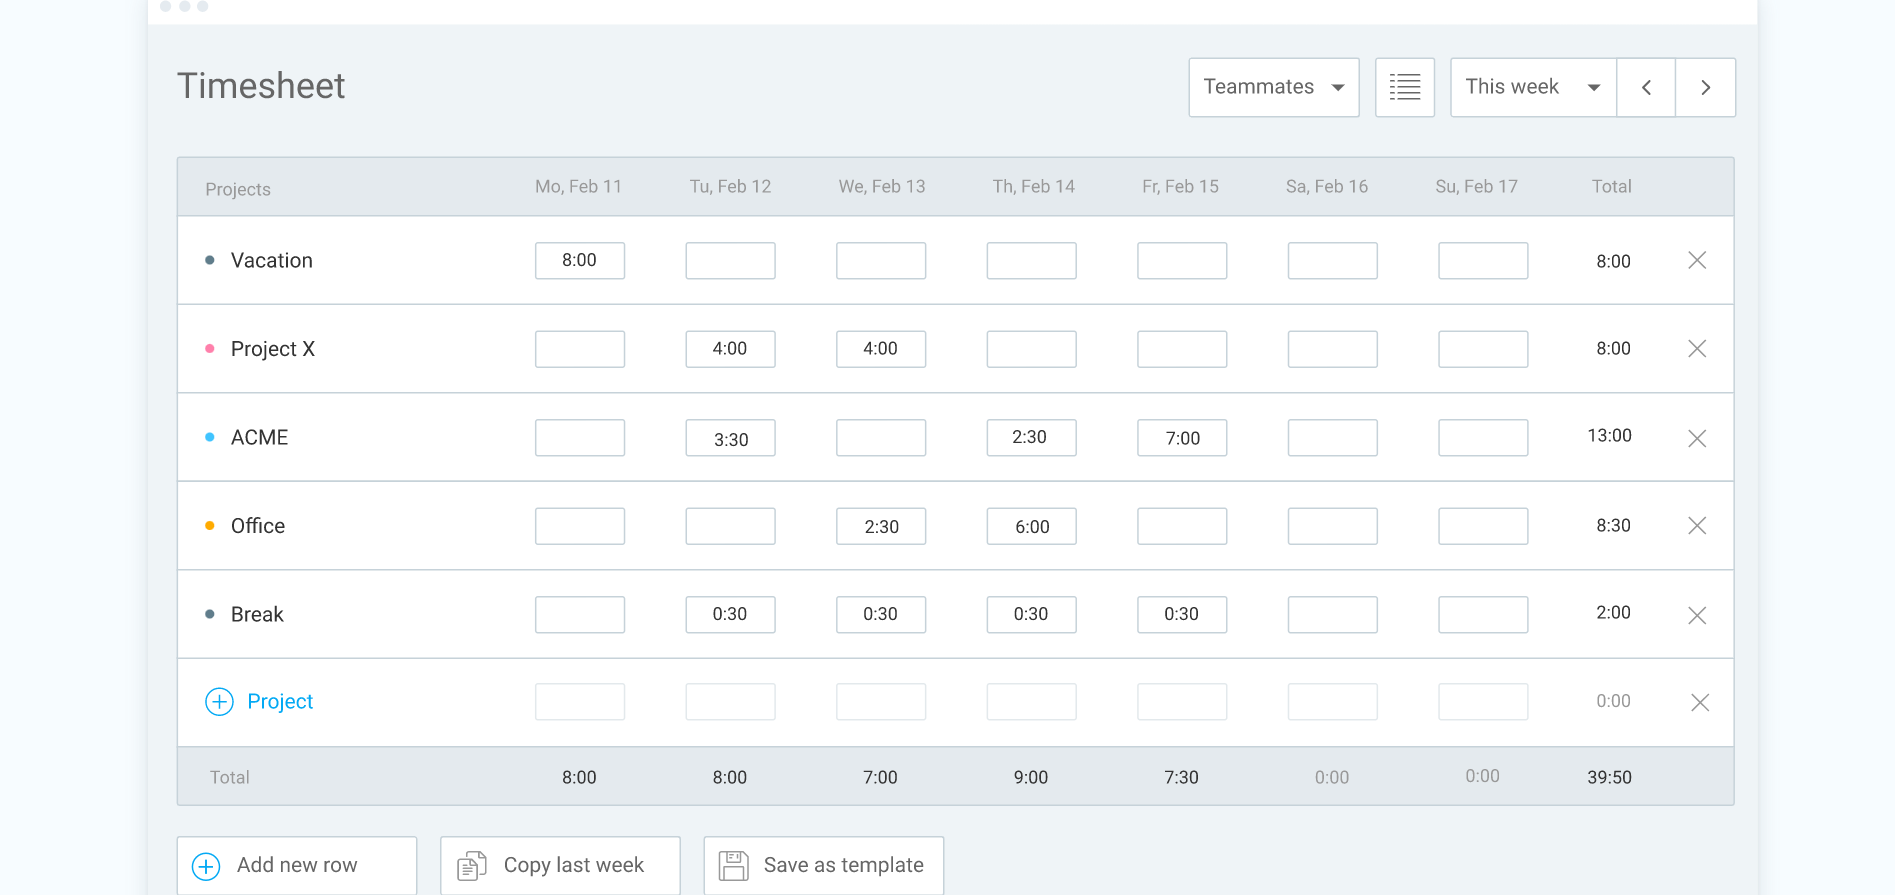 Timesheet
Teammates This week
Projects Mo, Feb 11 Tu, Feb 12 We, Feb 13 Th, Feb 14 Fr, Feb 15 Sa, Feb 16 Su, Feb 17 Total
Vacation 8:00 8:00
Project X 4:00 4:00 8:00
ACME 3:30 2:30 7:00 13:00
Office 2:30 6:00 8:30
Break 0:30 0:30 0:30 0:30 2:00
Project 0:00
Total 8:00 8:00 7:00 9:00 7:30 0:00 0:00 39:50
Add new row Copy last week Save as template